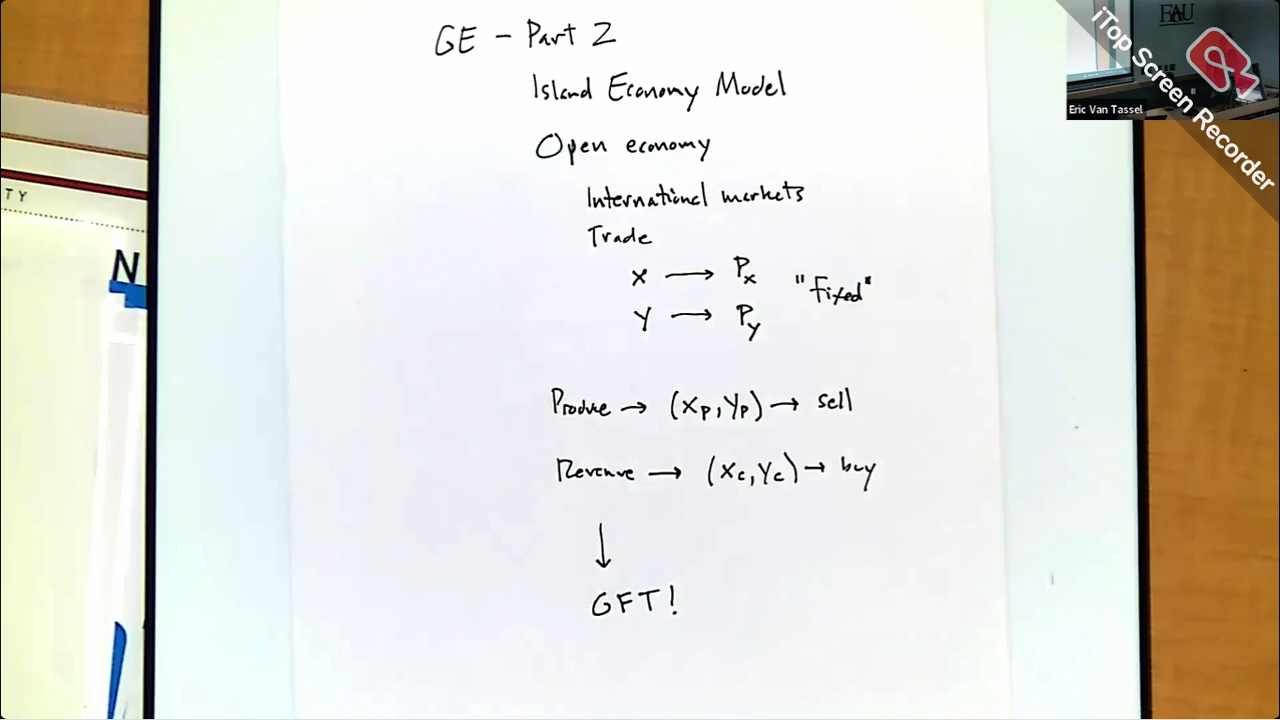 GE - Part 2
Island Economy Model
Open economy
International markets
Trade
X → Px "Fixed"
Y → Py
Produce → (Xp, Yp) → sell
Revenue → (Xc, Yc) → buy
↓
GFT!
TY
N
FAU
Eric Van Tassel
iTop Screen Recorder